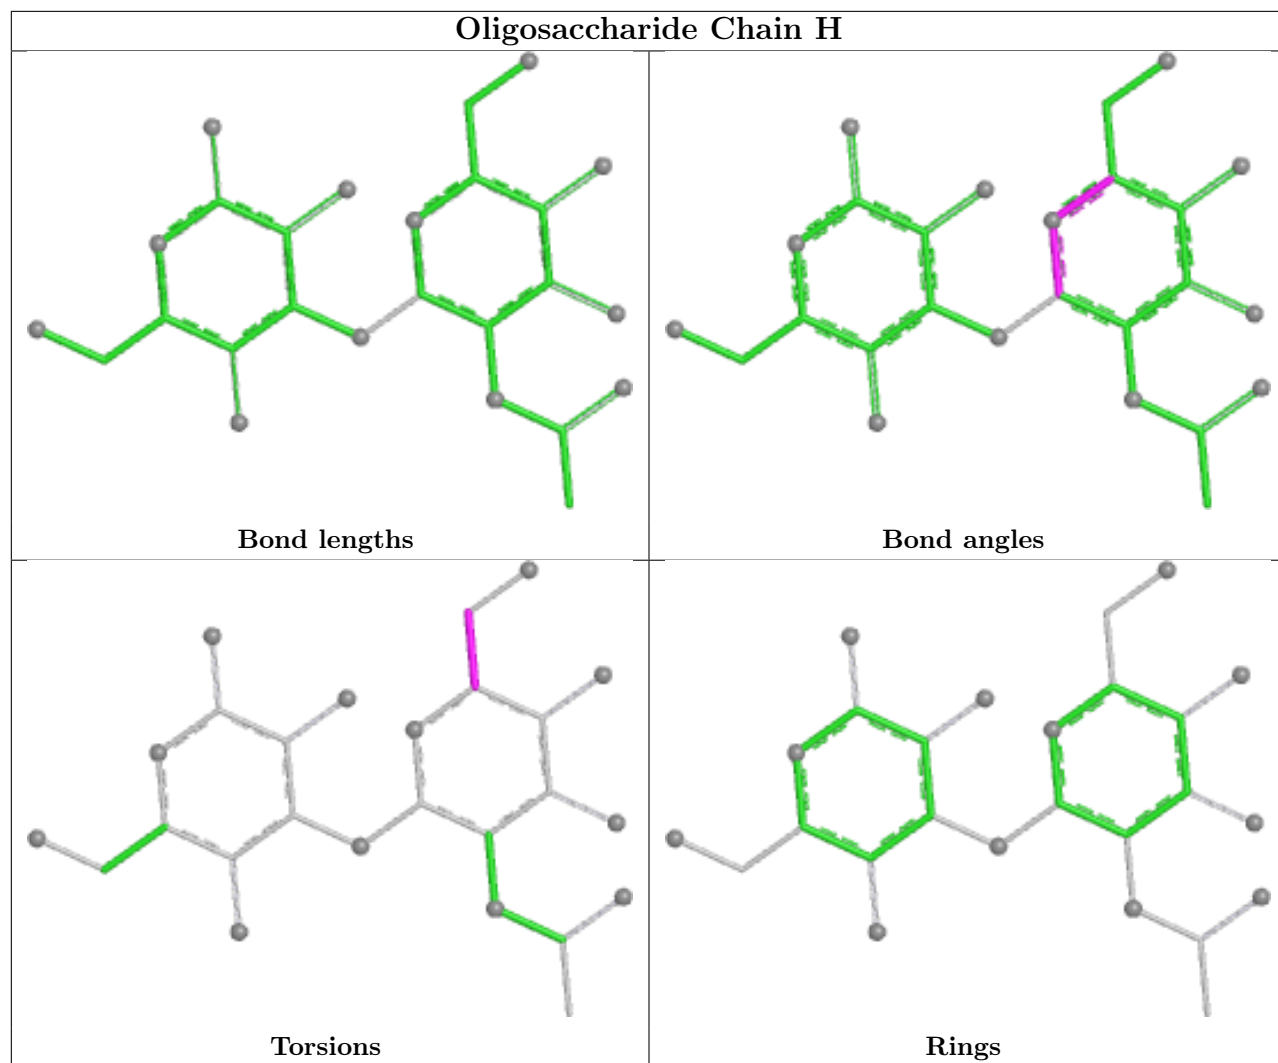 Oligosaccharide Chain H
Bond lengths
Bond angles
Torsions
Rings